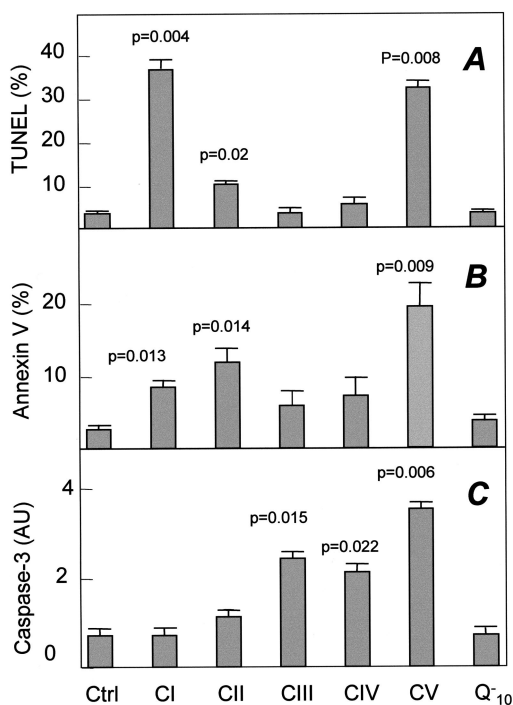 A
p=0.004
P=0.008
p=0.02
TUNEL (%)
40
30
20
10
B
p=0.009
p=0.014
p=0.013
Annexin V (%)
20
10
C
p=0.006
p=0.015
p=0.022
Caspase-3 (AU)
4
2
0
Ctrl CI CII CIII CIV CV Q-10